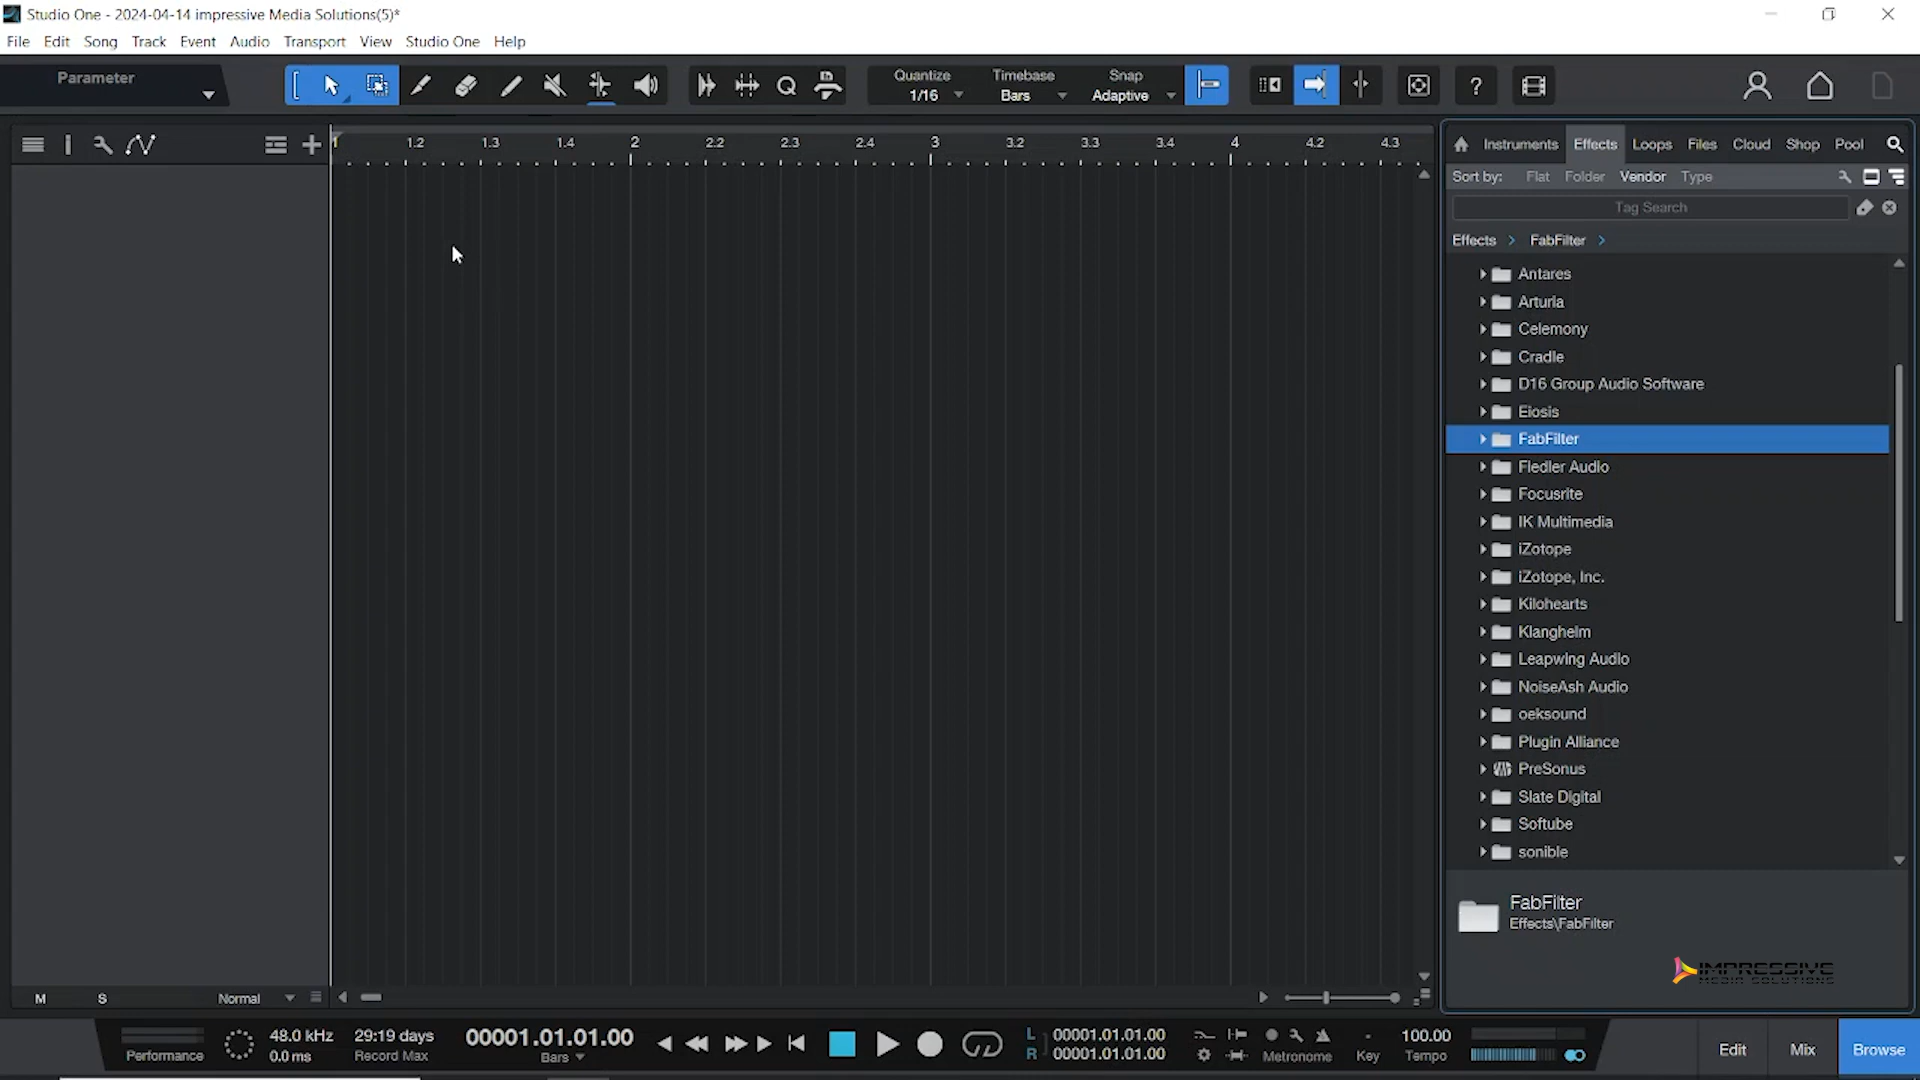 Studio One - 2024-04-14 impressive Media Solutions(5)*
File Edit Song Track Event Audio Transport View Studio One Help
Parameter
Quantize
1/16
Timebase
Bars
Snap
Adaptive
Q
?
1 1.2 1.3 1.4 2 2.2 2.3 2.4 3 3.2 3.3 3.4 4 4.2 4.3
Instruments Effects Loops Files Cloud Shop Pool
Sort by: Flat Folder Vendor Type
Tag Search
Effects > FabFilter >
Antares
Arturia
Celemony
Cradle
D16 Group Audio Software
Eiosis
FabFilter
Fiedler Audio
Focusrite
IK Multimedia
iZotope
iZotope, Inc.
Kilohearts
Klanghelm
Leapwing Audio
NoiseAsh Audio
oeksound
Plugin Alliance
PreSonus
Slate Digital
Softube
sonible
FabFilter
Effects\FabFilter
IMPRESSIVE
MEDIA SOLUTIONS
M S Normal
Performance
48.0 kHz
0.0 ms
29:19 days
Record Max
00001.01.01.00
Bars
L 00001.01.01.00
R 00001.01.01.00
Metronome
-
Key
100.00
Tempo
Edit Mix Browse